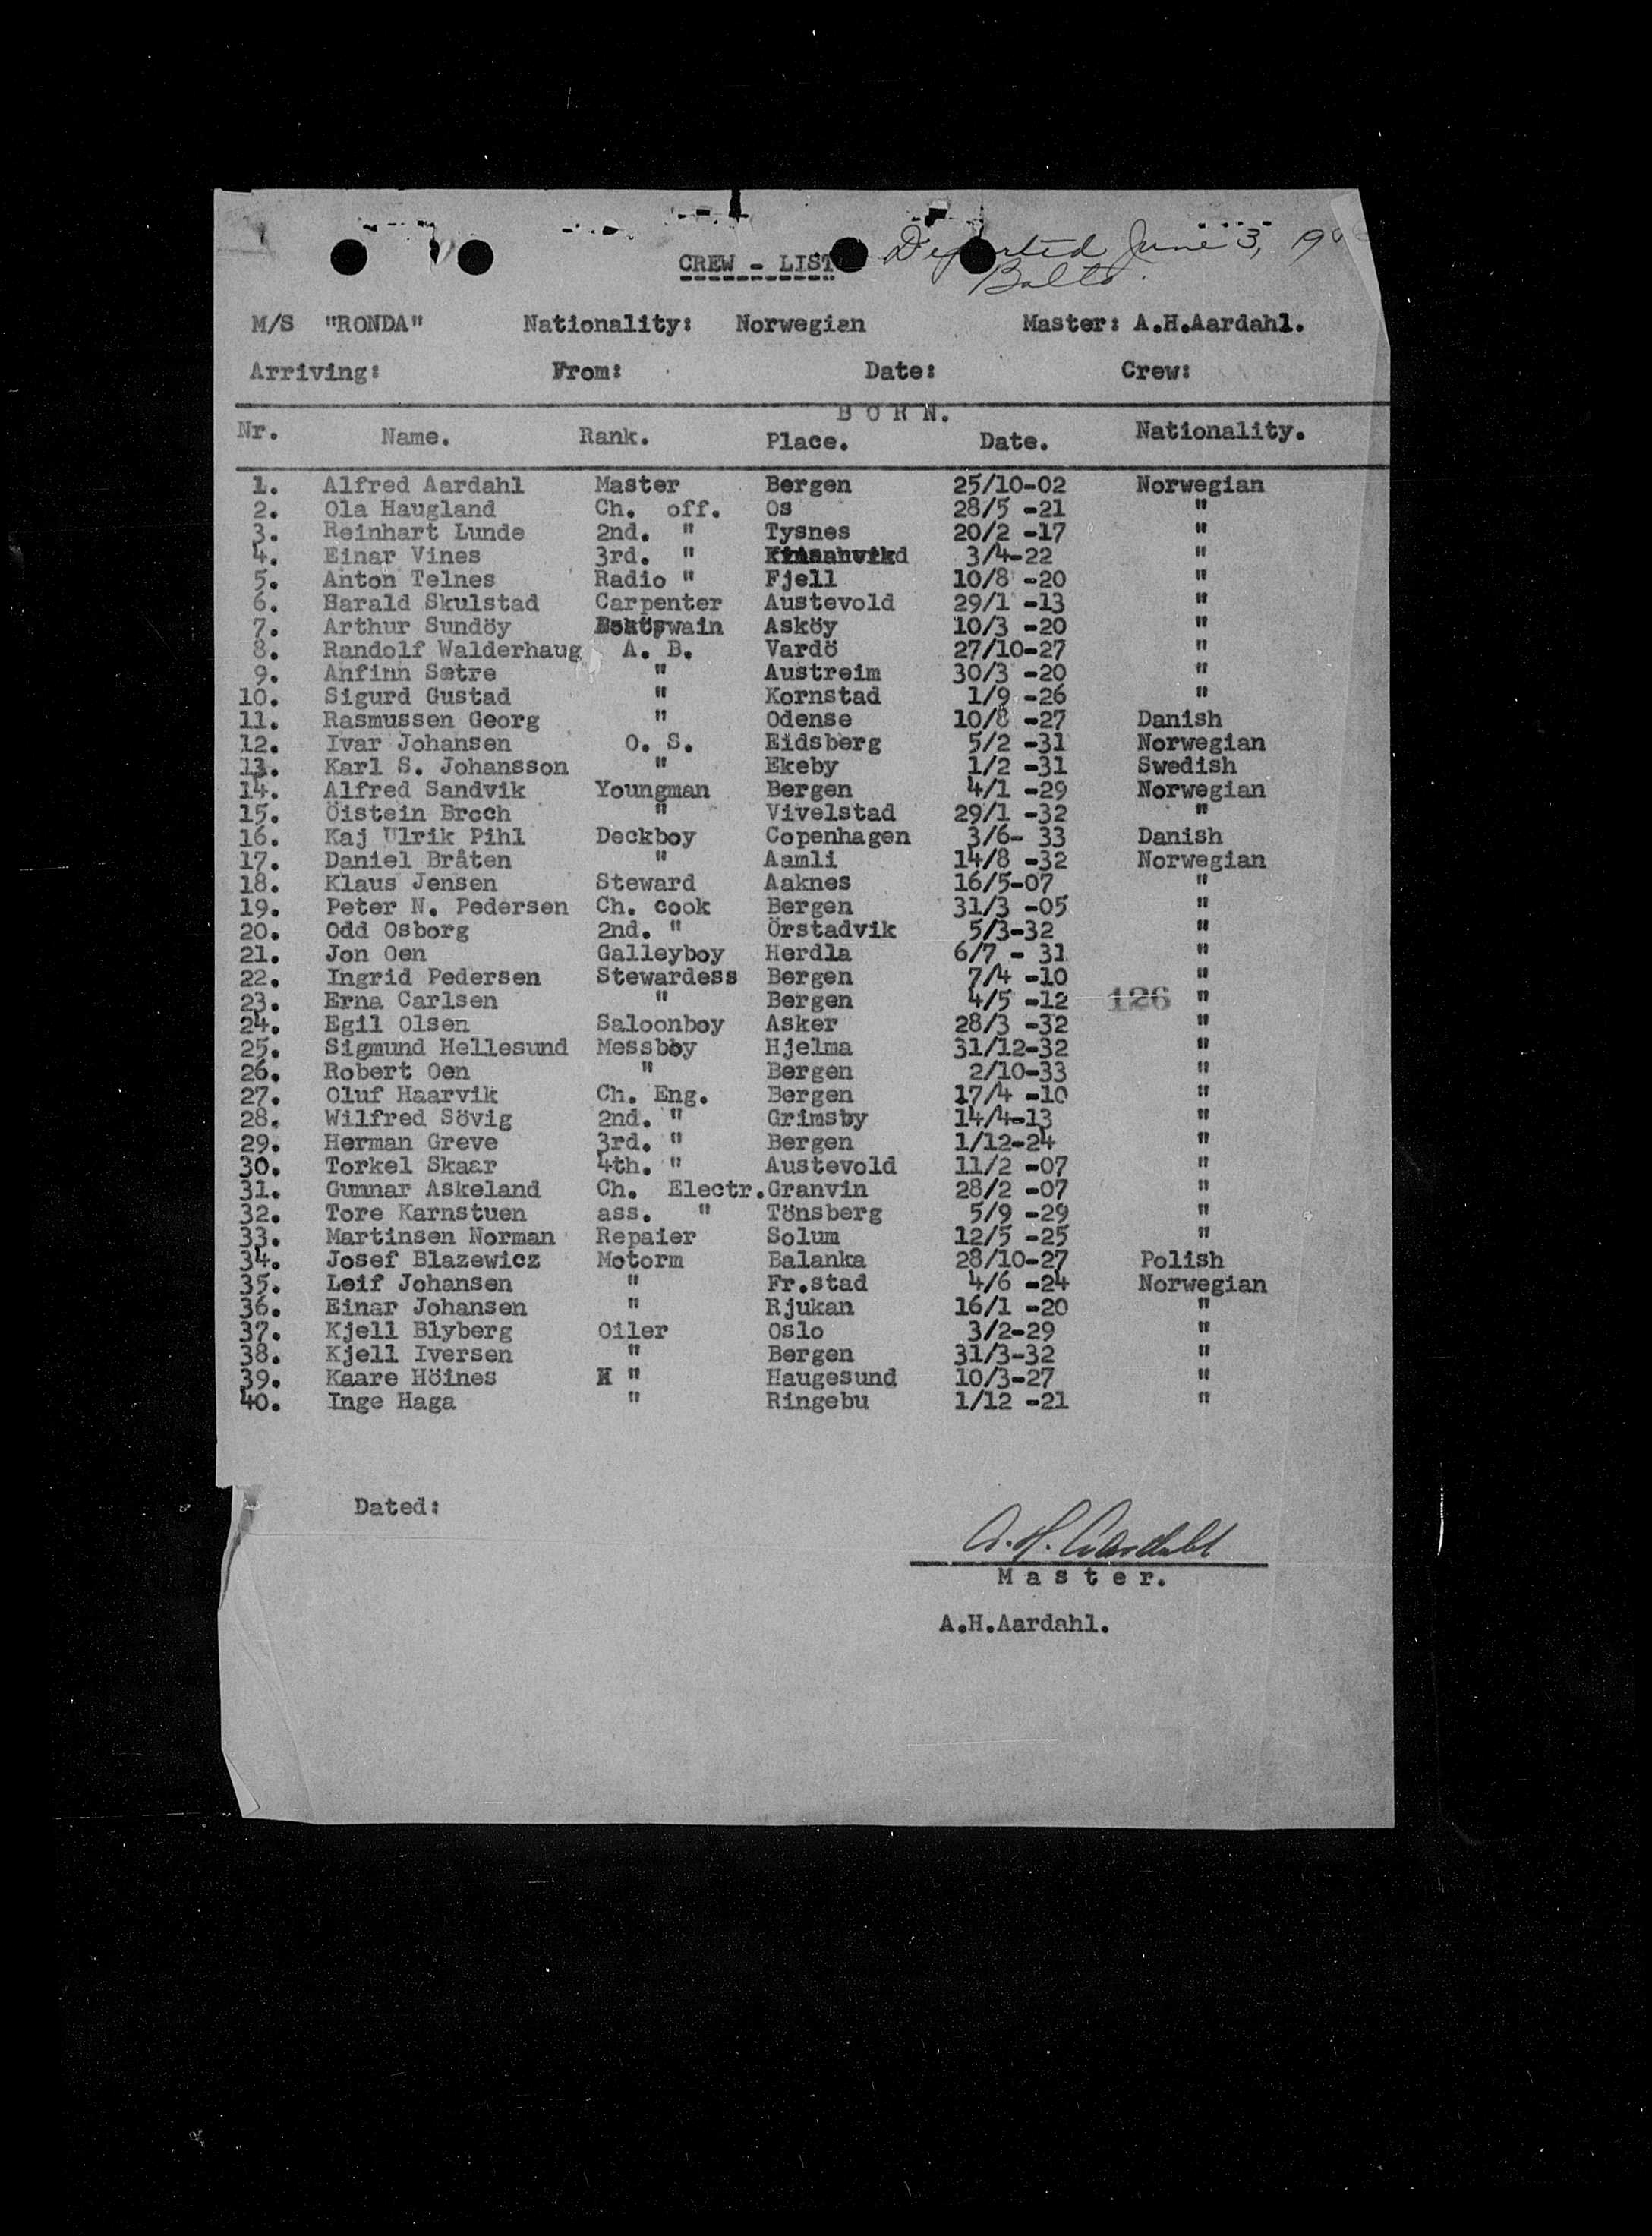 CREW - LIST Departed June 3, 19
Balto.
M/S "RONDA" Nationality: Norwegian Master: A.H.Aardahl.
Arriving: From: Date: Crew:
B O R N.
Nr. Name. Rank. Place. Date. Nationality.
1. Alfred Aardahl Master Bergen 25/10-02 Norwegian
2. Ola Haugland Ch. off. Os 28/5 -21 "
3. Reinhart Lunde 2nd. " Tysnes 20/2 -17 "
4. Einar Vines 3rd. " 3/4-22 "
5. Anton Telnes Radio " Fjell 10/8 -20 "
6. Harald Skulstad Carpenter Austevold 29/1 -13 "
7. Arthur Sundöy Asköy 10/3 -20 "
8. Randolf Walderhaug A. B. Vardö 27/10-27 "
9. Anfinn Sætre " Austreim 30/3 -20 "
10. Sigurd Gustad " Kornstad 1/9 -26 "
11. Rasmussen Georg " Odense 10/8 -27 Danish
12. Ivar Johansen O. S. Eidsberg 5/2 -31 Norwegian
13. Karl S. Johansson " Ekeby 1/2 -31 Swedish
14. Alfred Sandvik Youngman Bergen 4/1 -29 Norwegian
15. Öistein Broch " Vivelstad 29/1 -32 "
16. Kaj Ulrik Pihl Deckboy Copenhagen 3/6- 33 Danish
17. Daniel Bråten " Aamli 14/8 -32 Norwegian
18. Klaus Jensen Steward Aaknes 16/5-07 "
19. Peter N. Pedersen Ch. cook Bergen 31/3 -05 "
20. Odd Osborg 2nd. " Örstadvik 5/3-32 "
21. Jon Oen Galleyboy Herdla 6/7 - 31 "
22. Ingrid Pedersen Stewardess Bergen 7/4 -10 "
23. Erna Carlsen " Bergen 4/5 -12 126 "
24. Egil Olsen Saloonboy Asker 28/3 -32 "
25. Sigmund Hellesund Messbby Hjelma 31/12-32 "
26. Robert Oen " Bergen 2/10-33 "
27. Oluf Haarvik Ch. Eng. Bergen 17/4 -10 "
28. Wilfred Sövig 2nd. " Grimsby 14/4-13 "
29. Herman Greve 3rd. " Bergen 1/12-24 "
30. Torkel Skaar 4th. " Austevold 11/2 -07 "
31. Gunnar Askeland Ch. Electr. Granvin 28/2 -07 "
32. Tore Karnstuen ass. " Tönsberg 5/9 -29 "
33. Martinsen Norman Repaier Solum 12/5 -25 "
34. Josef Blazewicz Motorm Balanka 28/10-27 Polish
35. Leif Johansen " Fr.stad 4/6 -24 Norwegian
36. Einar Johansen " Rjukan 16/1 -20 "
37. Kjell Blyberg Oiler Oslo 3/2-29 "
38. Kjell Iversen " Bergen 31/3-32 "
39. Kaare Höines " Haugesund 10/3-27 "
40. Inge Haga " Ringebu 1/12 -21 "
Dated:
A. H. Aardahl
M a s t e r.
A.H.Aardahl.